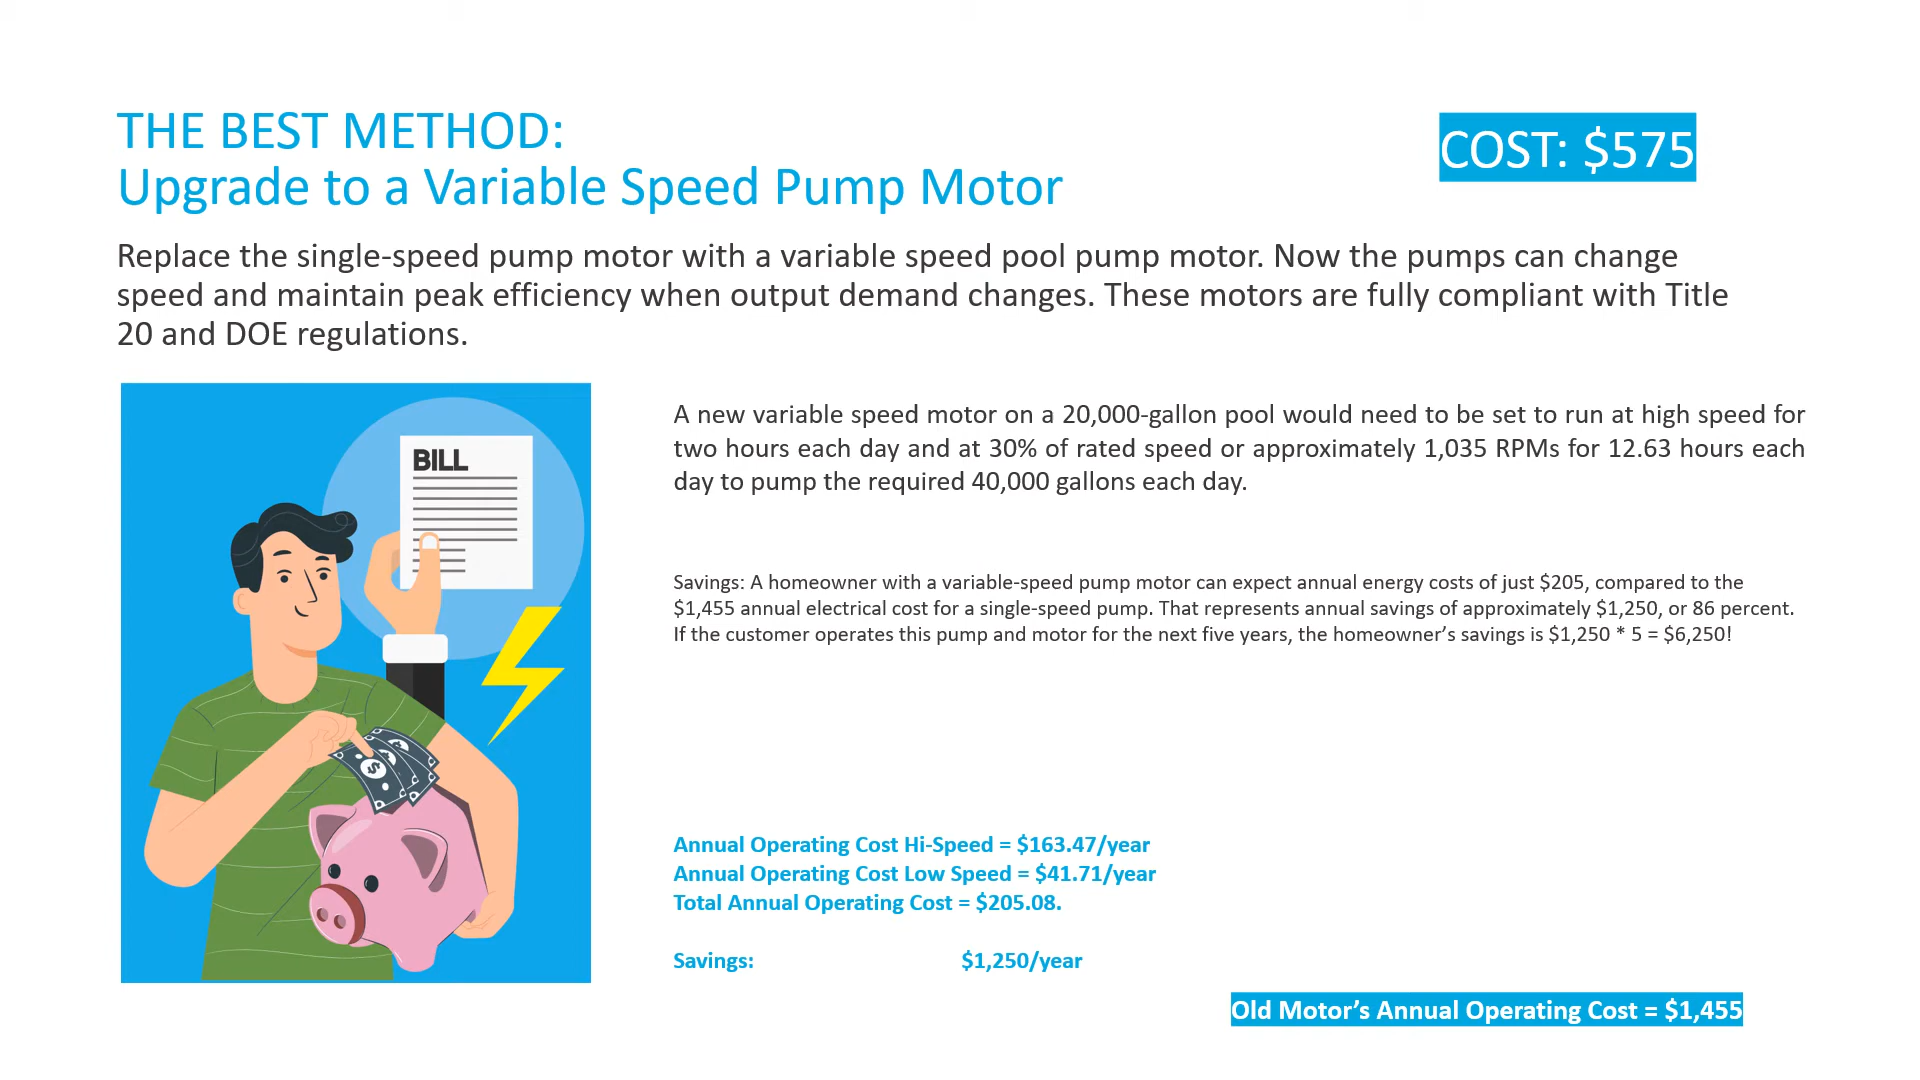 THE BEST METHOD:
Upgrade to a Variable Speed Pump Motor
COST: $575
Replace the single-speed pump motor with a variable speed pool pump motor. Now the pumps can change
speed and maintain peak efficiency when output demand changes. These motors are fully compliant with Title
20 and DOE regulations.
BILL
A new variable speed motor on a 20,000-gallon pool would need to be set to run at high speed for
two hours each day and at 30% of rated speed or approximately 1,035 RPMs for 12.63 hours each
day to pump the required 40,000 gallons each day.
Savings: A homeowner with a variable-speed pump motor can expect annual energy costs of just $205, compared to the
$1,455 annual electrical cost for a single-speed pump. That represents annual savings of approximately $1,250, or 86 percent.
If the customer operates this pump and motor for the next five years, the homeowner’s savings is $1,250 * 5 = $6,250!
Annual Operating Cost Hi-Speed = $163.47/year
Annual Operating Cost Low Speed = $41.71/year
Total Annual Operating Cost = $205.08.
Savings: $1,250/year
Old Motor’s Annual Operating Cost = $1,455